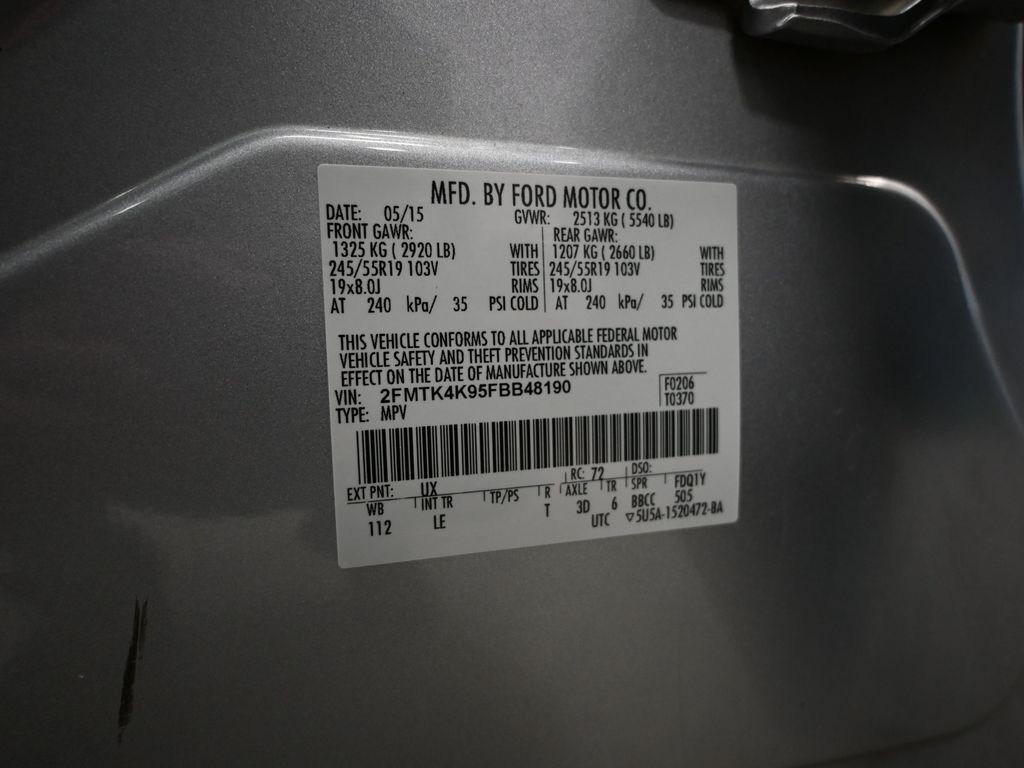 MFD. BY FORD MOTOR CO.
DATE: 05/15 GVWR: 2513 KG ( 5540 LB)
FRONT GAWR: REAR GAWR:
1325 KG ( 2920 LB) WITH 1207 KG ( 2660 LB) WITH
245/55R19 103V TIRES 245/55R19 103V TIRES
19x8.0J RIMS 19x8.0J RIMS
AT 240 kPa/ 35 PSI COLD AT 240 kPa/ 35 PSI COLD
THIS VEHICLE CONFORMS TO ALL APPLICABLE FEDERAL MOTOR
VEHICLE SAFETY AND THEFT PREVENTION STANDARDS IN
EFFECT ON THE DATE OF MANUFACTURE SHOWN ABOVE.
VIN: 2FMTK4K95FBB48190 F0206
TYPE: MPV T0370
EXT PNT: UX RC: 72 DSO:
WB INT TR TP/PS R AXLE TR SPR FDQ1Y
112 LE T 3D 6 BBCC 505
UTC ▽5U5A-1520472-BA